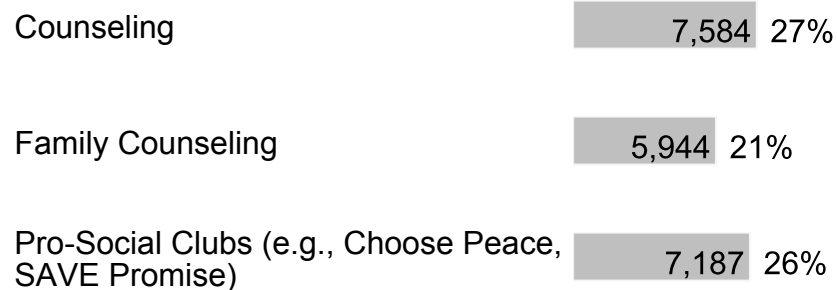 Counseling 7,584 27%
Family Counseling 5,944 21%
Pro-Social Clubs (e.g., Choose Peace,
SAVE Promise) 7,187 26%